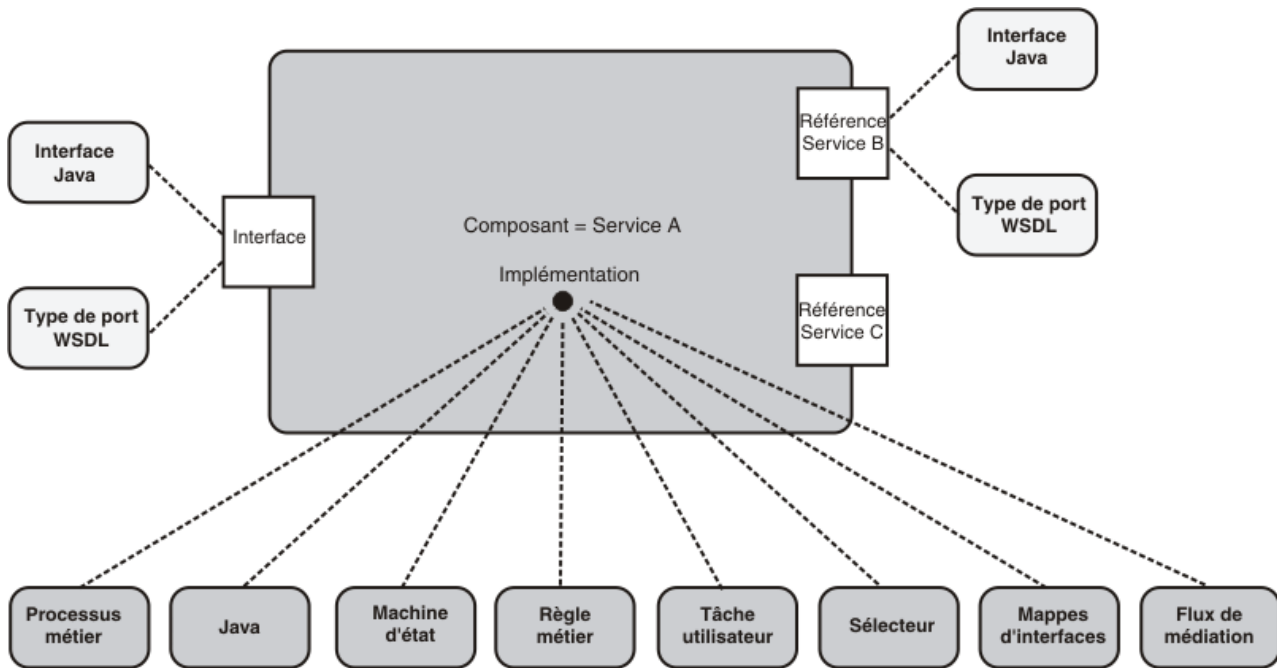 Interface
Java
Référence
Service B
Interface
Java
Type de port
WSDL
Interface
Composant = Service A
Implémentation
Type de port
WSDL
Référence
Service C
Processus
métier
Java
Machine
d'état
Règle
métier
Tâche
utilisateur
Sélecteur
Mappes
d'interfaces
Flux de
médiation